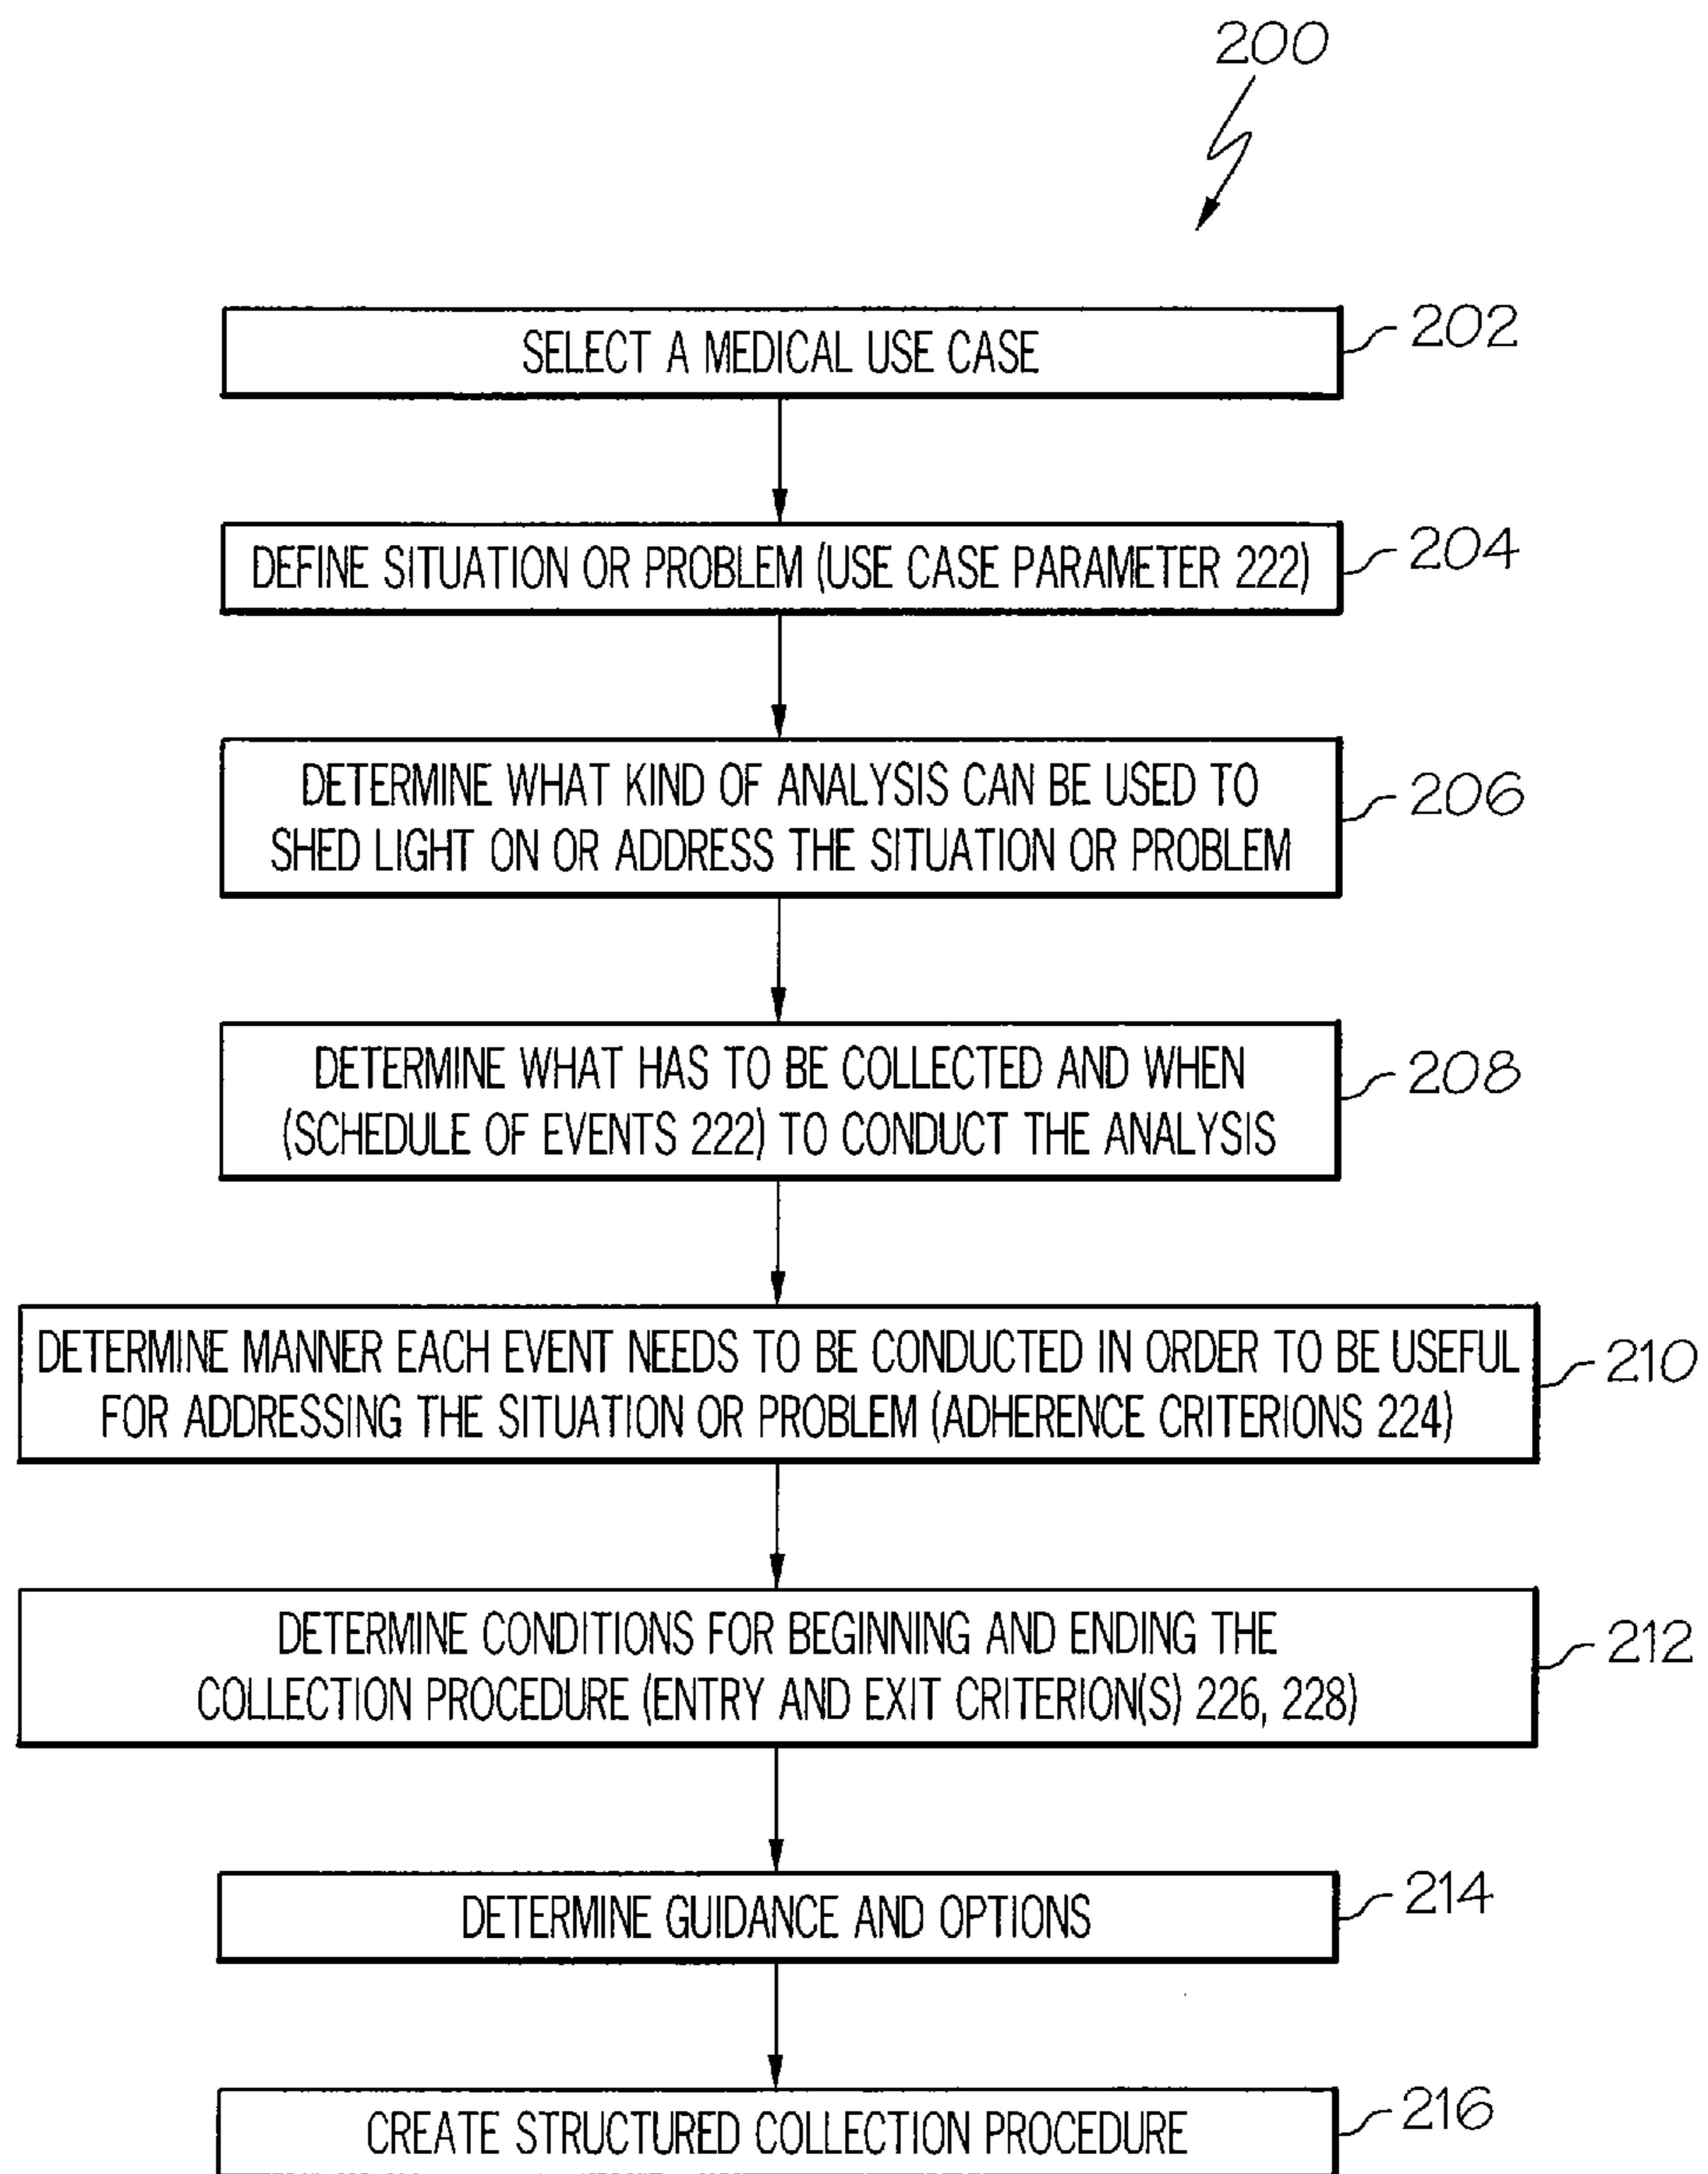 200
SELECT A MEDICAL USE CASE
202
DEFINE SITUATION OR PROBLEM (USE CASE PARAMETER 222)
204
DETERMINE WHAT KIND OF ANALYSIS CAN BE USED TO
SHED LIGHT ON OR ADDRESS THE SITUATION OR PROBLEM
206
DETERMINE WHAT HAS TO BE COLLECTED AND WHEN
(SCHEDULE OF EVENTS 222) TO CONDUCT THE ANALYSIS
208
DETERMINE MANNER EACH EVENT NEEDS TO BE CONDUCTED IN ORDER TO BE USEFUL
FOR ADDRESSING THE SITUATION OR PROBLEM (ADHERENCE CRITERIONS 224)
210
DETERMINE CONDITIONS FOR BEGINNING AND ENDING THE
COLLECTION PROCEDURE (ENTRY AND EXIT CRITERION(S) 226, 228)
212
DETERMINE GUIDANCE AND OPTIONS
214
CREATE STRUCTURED COLLECTION PROCEDURE
216